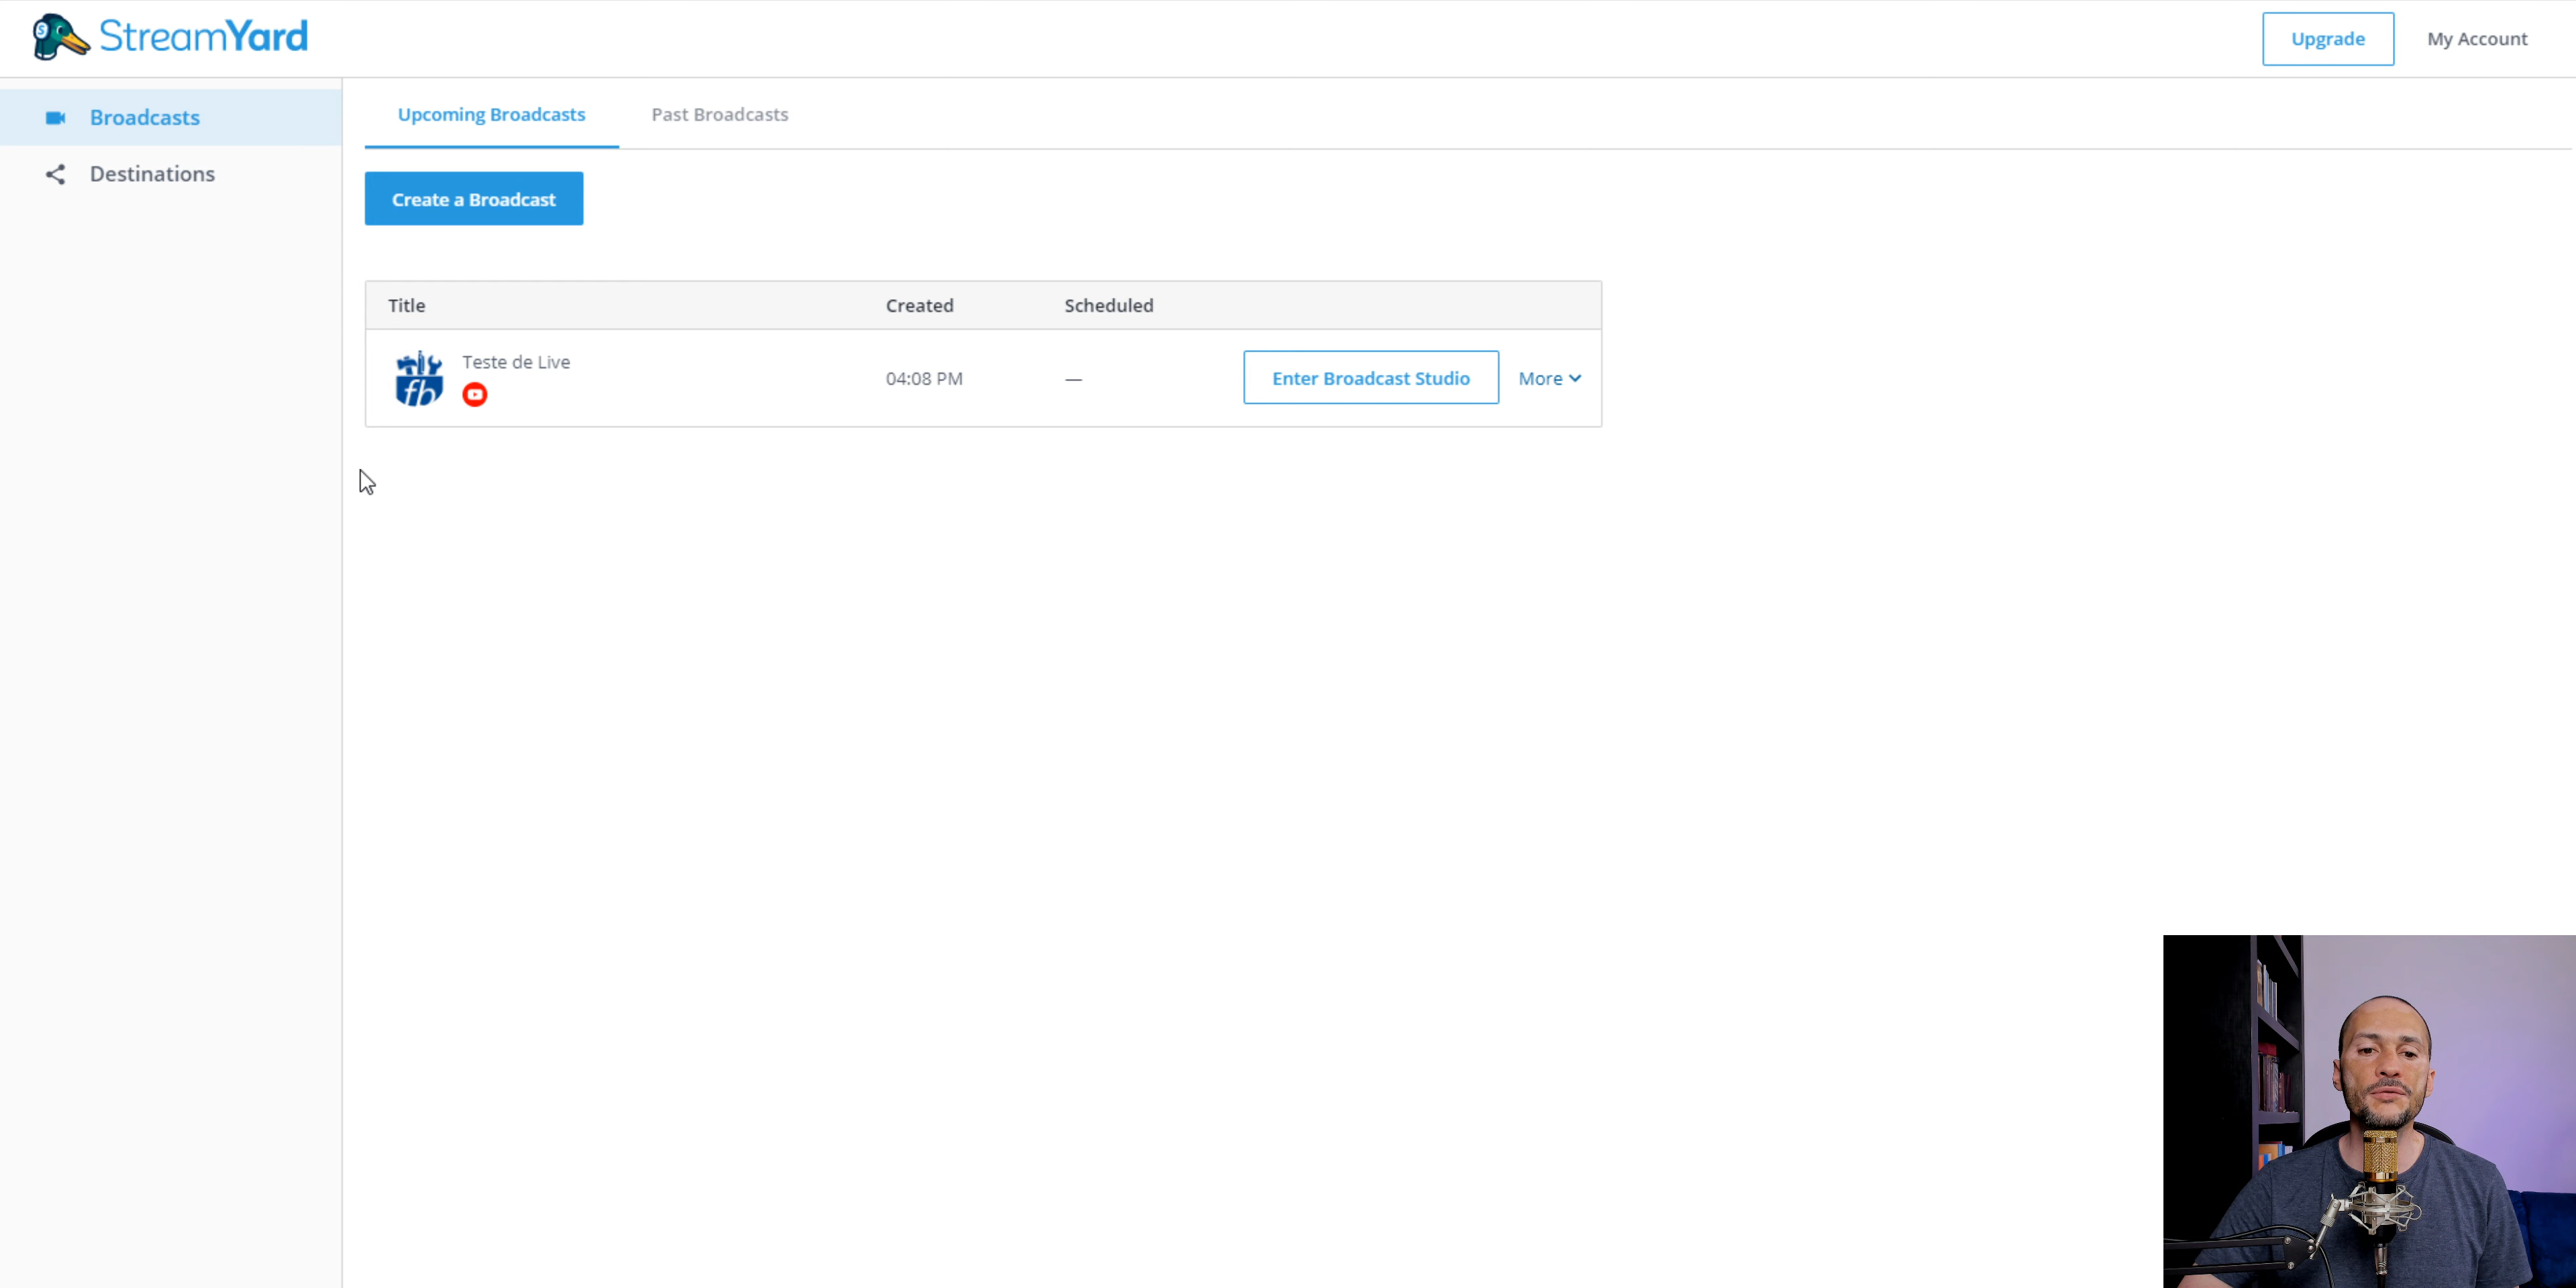 StreamYard
Upgrade
My Account
Broadcasts
Destinations
Upcoming Broadcasts
Past Broadcasts
Create a Broadcast
Title
Created
Scheduled
fb
Teste de Live
04:08 PM
—
Enter Broadcast Studio
More